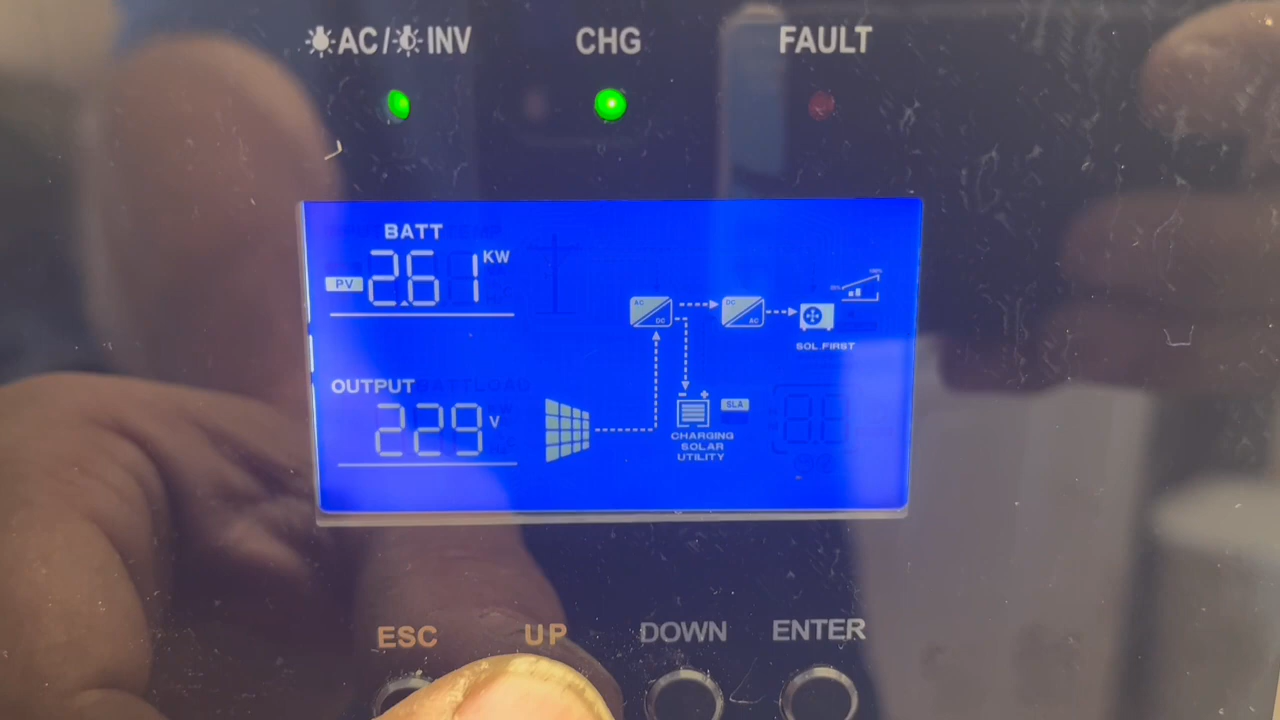 AC/ INV CHG FAULT
BATT
PV 2.61 KW
AC DC DC AC
SOL.FIRST
OUTPUT
229 V
SLA
CHARGING
SOLAR
UTILITY
ESC UP DOWN ENTER